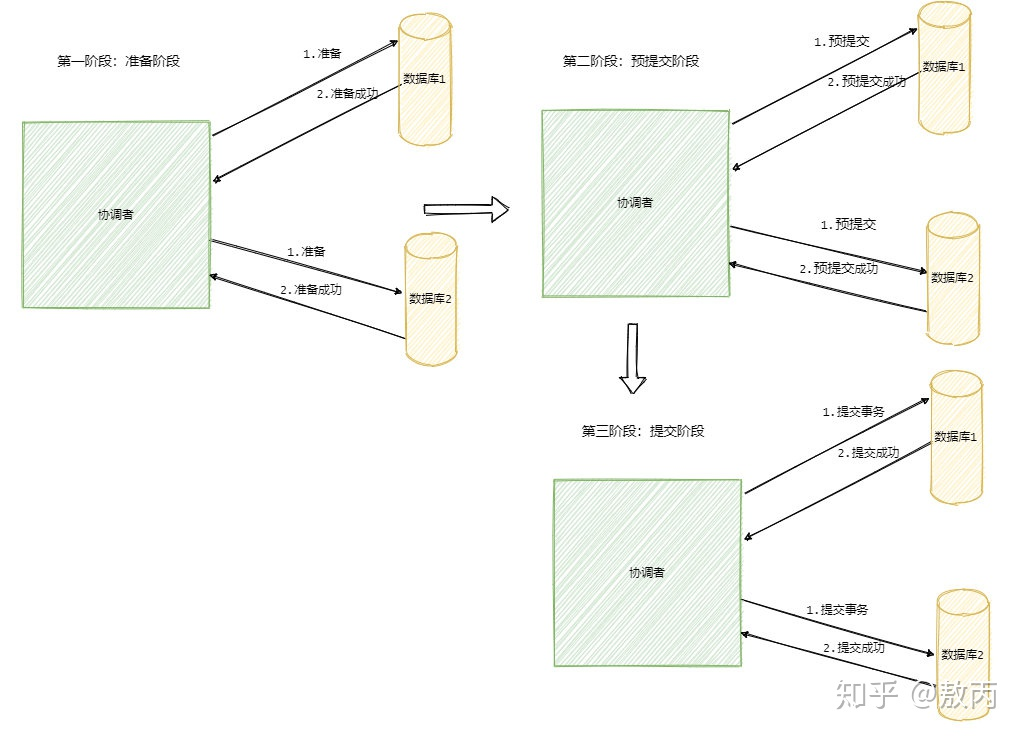 第一阶段：准备阶段
1.准备
数据库1
2.准备成功
协调者
1.准备
2.准备成功
数据库2
第二阶段：预提交阶段
1.预提交
数据库1
2.预提交成功
协调者
1.预提交
2.预提交成功
数据库2
第三阶段：提交阶段
1.提交事务
数据库1
2.提交成功
协调者
1.提交事务
2.提交成功
数据库2
知乎 @敖丙